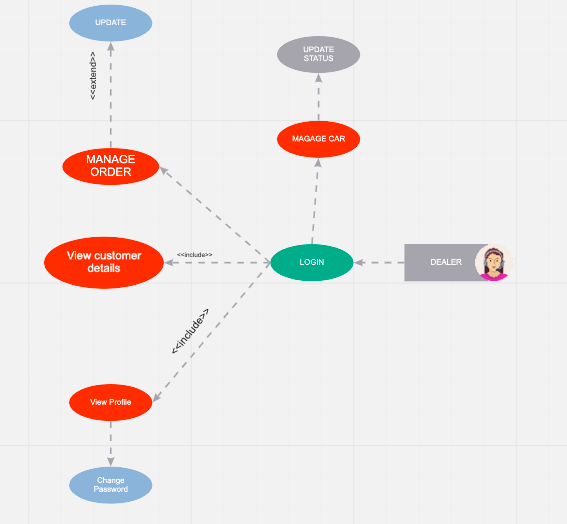 UPDATE
UPDATE
STATUS
<<extend>>
MAGAGE CAR
MANAGE
ORDER
View customer
details
<<include>>
LOGIN
DEALER
<<include>>
View Profile
Change
Password